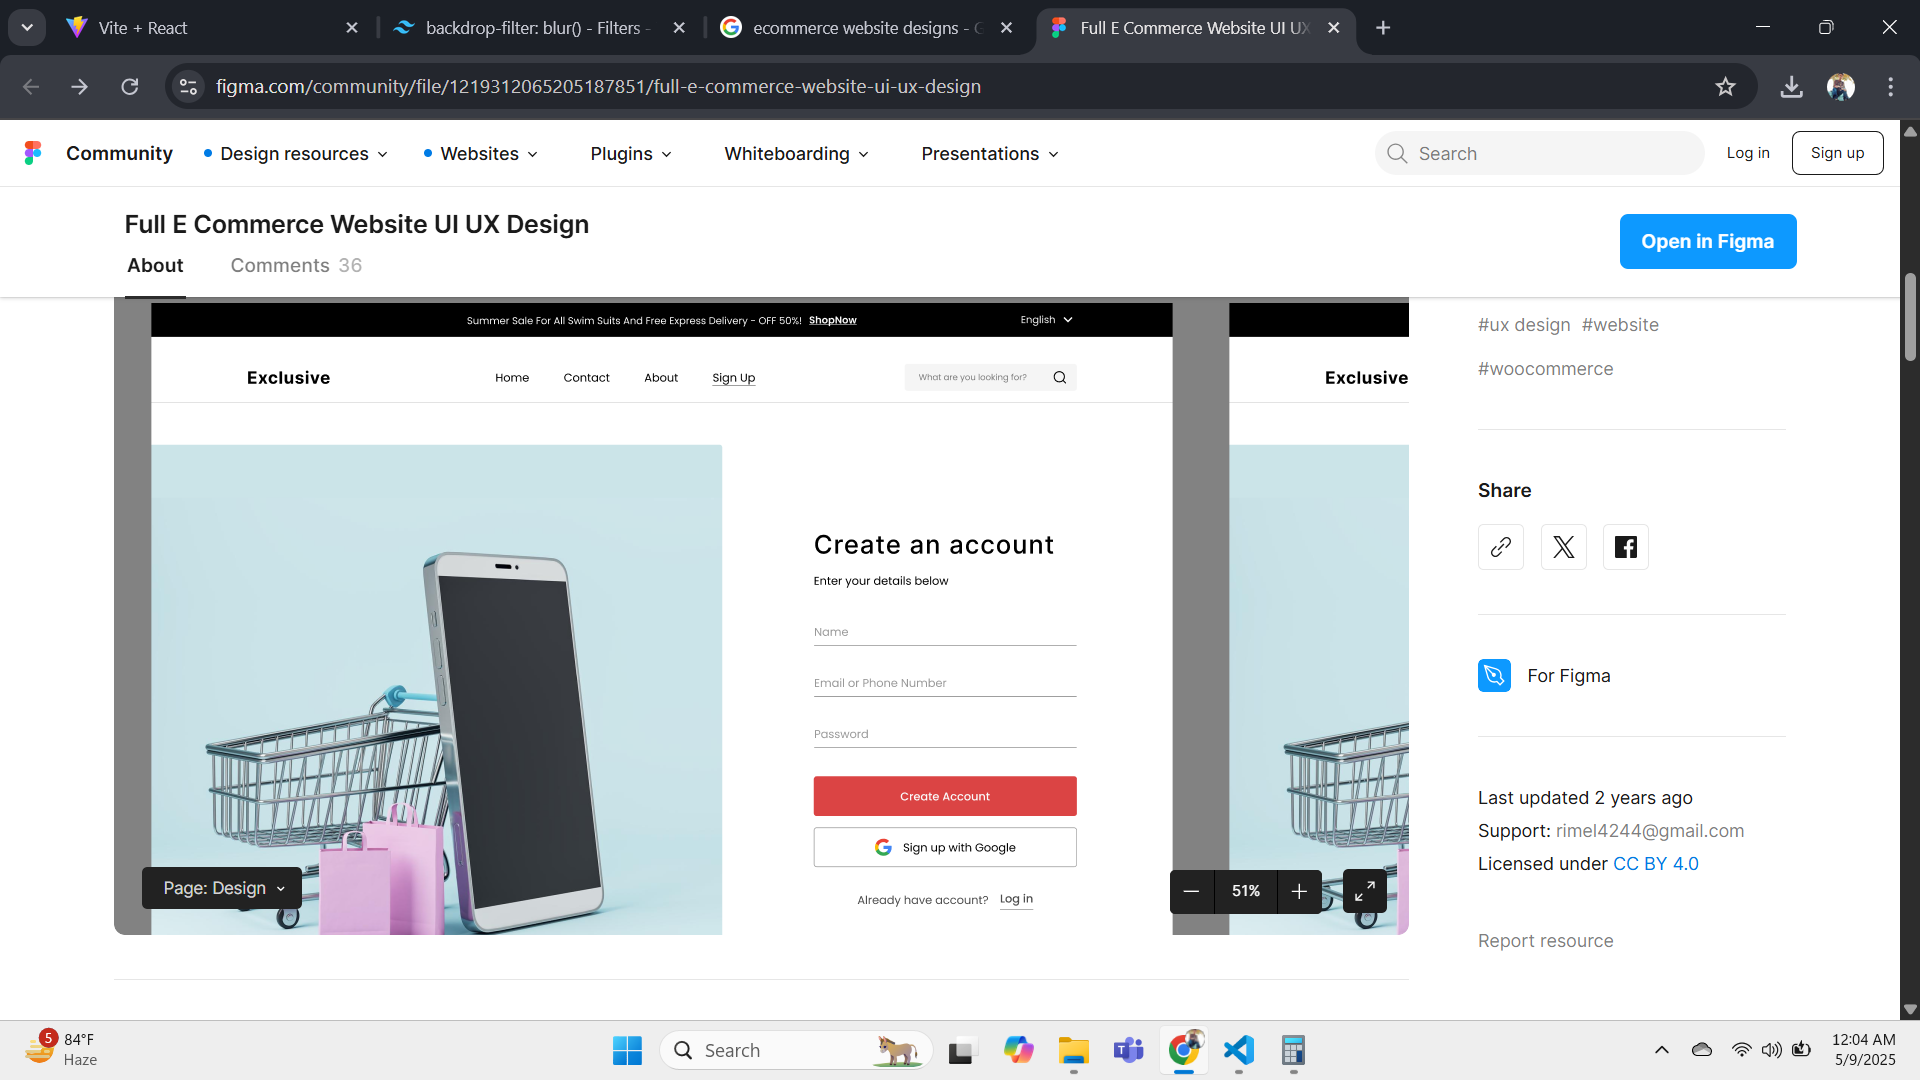 Vite + React
backdrop-filter: blur() - Filters -
ecommerce website designs - G
Full E Commerce Website UI UX
figma.com/community/file/1219312065205187851/full-e-commerce-website-ui-ux-design
Community
Design resources
Websites
Plugins
Whiteboarding
Presentations
Search
Log in
Sign up
Full E Commerce Website UI UX Design
About
Comments 36
Open in Figma
Summer Sale For All Swim Suits And Free Express Delivery - OFF 50%! ShopNow
English
Exclusive
Home
Contact
About
Sign Up
What are you looking for?
Exclusive
Create an account
Enter your details below
Name
Email or Phone Number
Password
Create Account
Sign up with Google
Already have account? Log in
Page: Design
51%
#ux design #website
#woocommerce
Share
For Figma
Last updated 2 years ago
Support: rimel4244@gmail.com
Licensed under CC BY 4.0
Report resource
5
84°F
Haze
Search
12:04 AM
5/9/2025